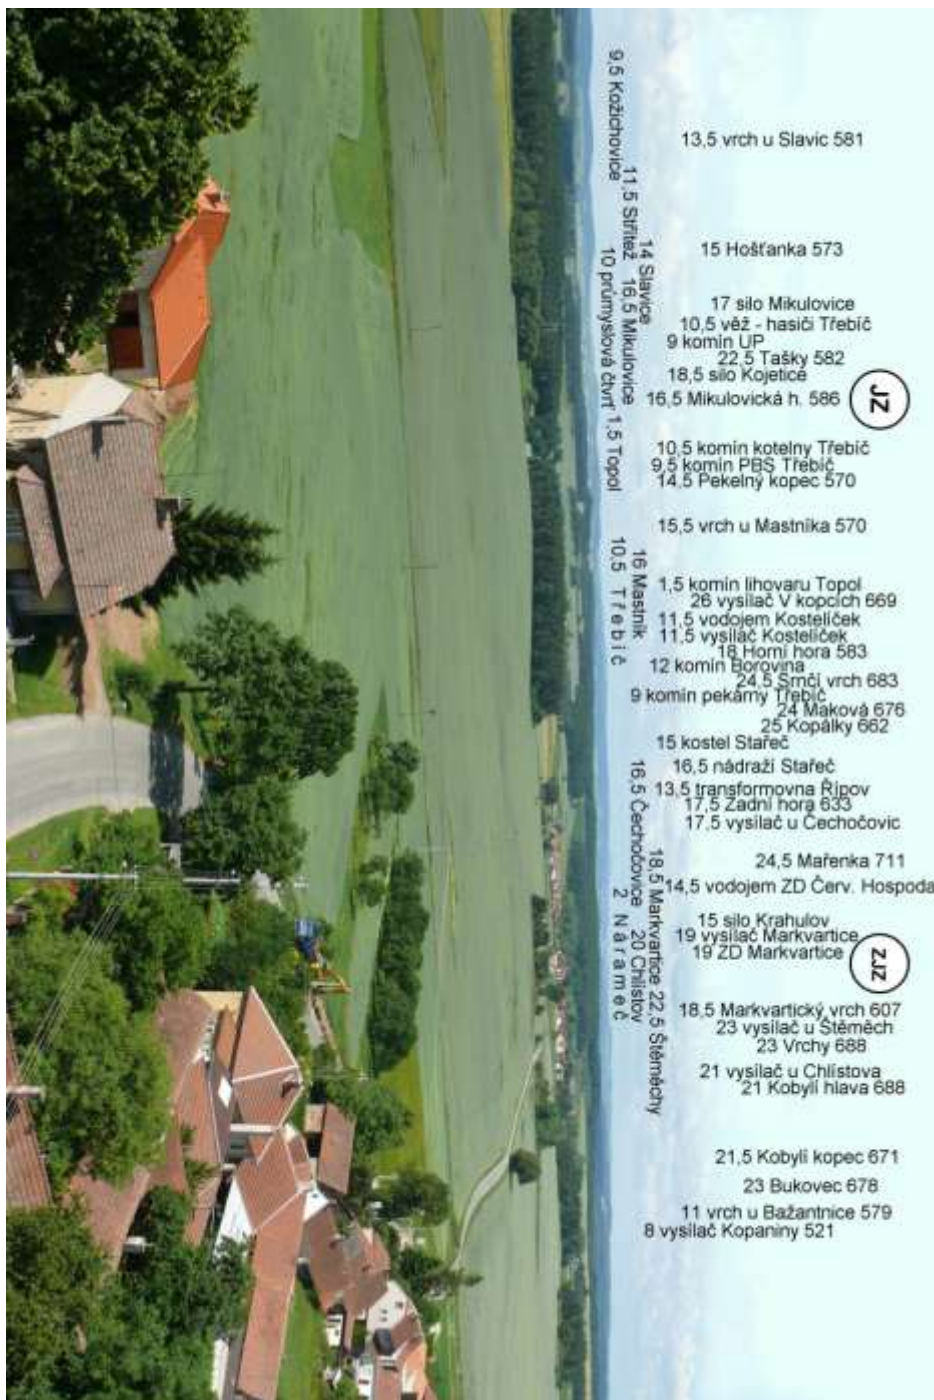 13,5 vrch u Slavic 581
15 Hošťanka 573
17 silo Mikulovice
10,5 věž - hasiči Třebíč
9 komín UP
22,5 Tašky 582
18,5 silo Kojetice
16,5 Mikulovická h. 586
JZ
10,5 komín kotelny Třebíč
9,5 komín PBS Třebíč
14,5 Pekelný kopec 570
15,5 vrch u Mastníka 570
1,5 komín lihovaru Topol
26 vysílač V kopcích 669
11,5 vodojem Kostelíček
11,5 vysílač Kostelíček
18 Horní hora 583
12 komín Borovina
24,5 Srnčí vrch 683
9 komín pekárny Třebíč
24 Maková 676
25 Kopálky 662
15 kostel Stařeč
16,5 nádraží Stařeč
13,5 transformovna Řípov
17,5 Zadní hora 633
17,5 vysílač u Čechočovic
24,5 Mařenka 711
14,5 vodojem ZD Červ. Hospoda
15 silo Krahulov
19 vysílač Markvartice
19 ZD Markvartice
ZJZ
18,5 Markvartický vrch 607
23 vysílač u Štěměch
23 Vrchy 688
21 vysílač u Chlístova
21 Kobylí hlava 688
21,5 Kobylí kopec 671
23 Bukovec 678
11 vrch u Bažantnice 579
8 vysílač Kopaniny 521
14 Slavice
16 Mastník
18,5 Markvartice 22,5 Štěměchy
11,5 Střítež 16,5 Mikulovice
16,5 Čechočovice 20 Chlístov
9,5 Kožichovice
10 průmyslová čtvrť 1,5 Topol
10,5 Třebíč
2 Nárameč